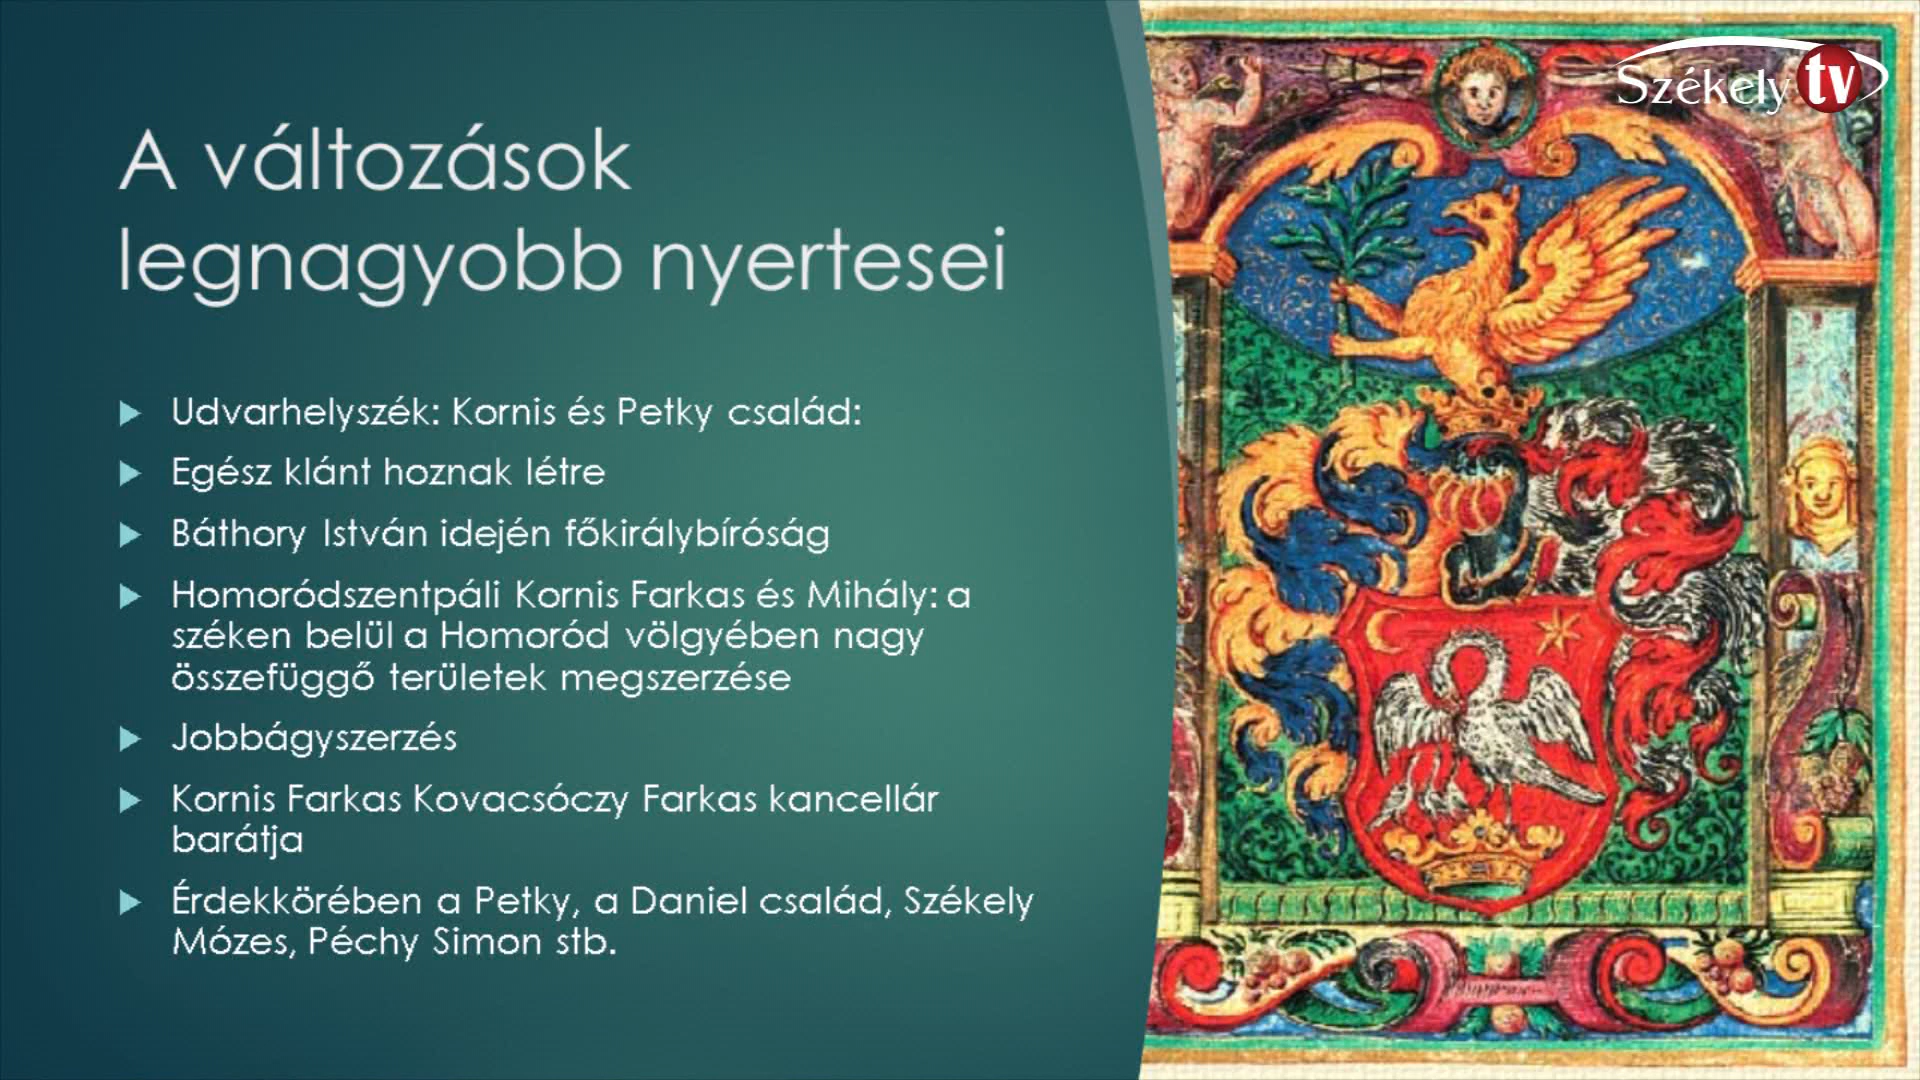 Székely tv
A változások
legnagyobb nyertesei
Udvarhelyszék: Kornis és Petky család:
Egész klánt hoznak létre
Báthory István idején főkirálybíróság
Homoródszentpáli Kornis Farkas és Mihály: a
széken belül a Homoród völgyében nagy
összefüggő területek megszerzése
Jobbágyszerzés
Kornis Farkas Kovacsóczy Farkas kancellár
barátja
Érdekkörében a Petky, a Daniel család, Székely
Mózes, Péchy Simon stb.